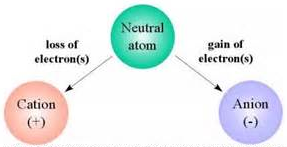 Neutral
atom
loss of
electron(s)
gain of
electron(s)
Cation
(+)
Anion
(-)